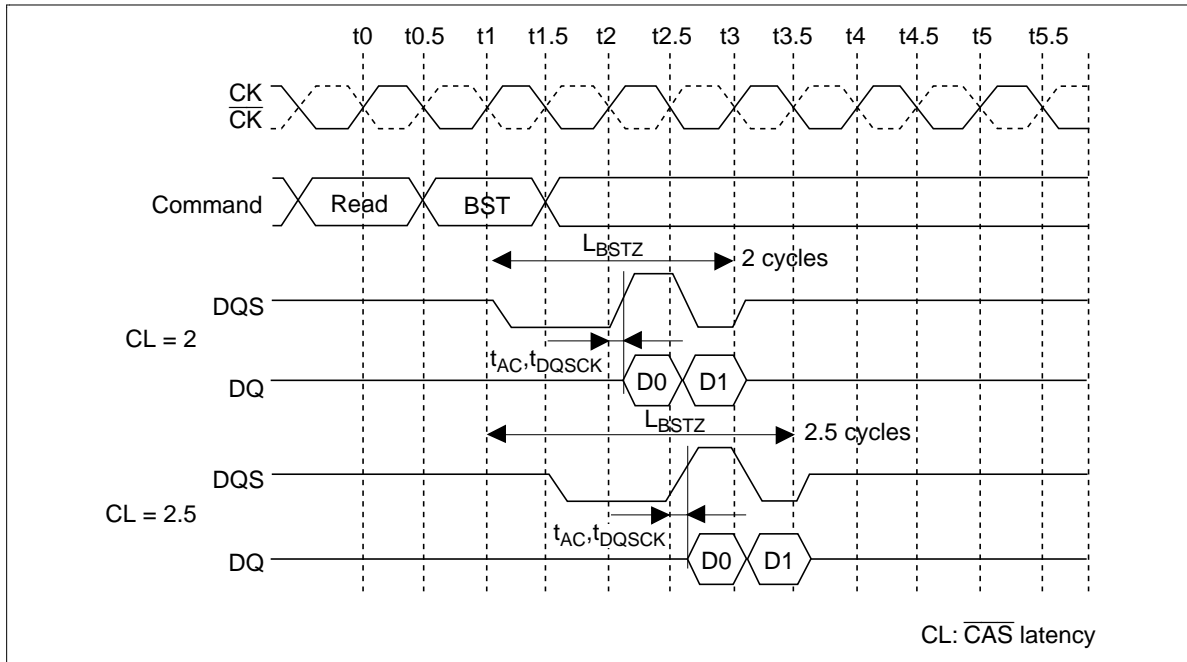 t0 t0.5 t1 t1.5 t2 t2.5 t3 t3.5 t4 t4.5 t5 t5.5
CK
CK
Command Read BST
LBSTZ 2 cycles
DQS
CL = 2
tAC,tDQSCK
DQ D0 D1
LBSTZ 2.5 cycles
DQS
CL = 2.5
tAC,tDQSCK
DQ D0 D1
CL: CAS latency